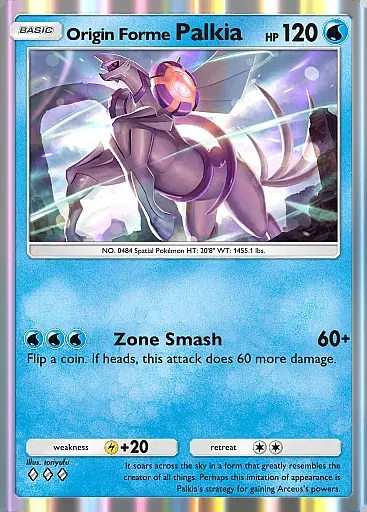 BASIC Origin Forme Palkia HP 120
NO. 0484 Spatial Pokémon HT: 20'8" WT: 1455.1 lbs.
Zone Smash 60+
Flip a coin. If heads, this attack does 60 more damage.
weakness +20 retreat
Illus. toriyufu
It soars across the sky in a form that greatly resembles the
creator of all things. Perhaps this imitation of appearance is
Palkia's strategy for gaining Arceus's powers.